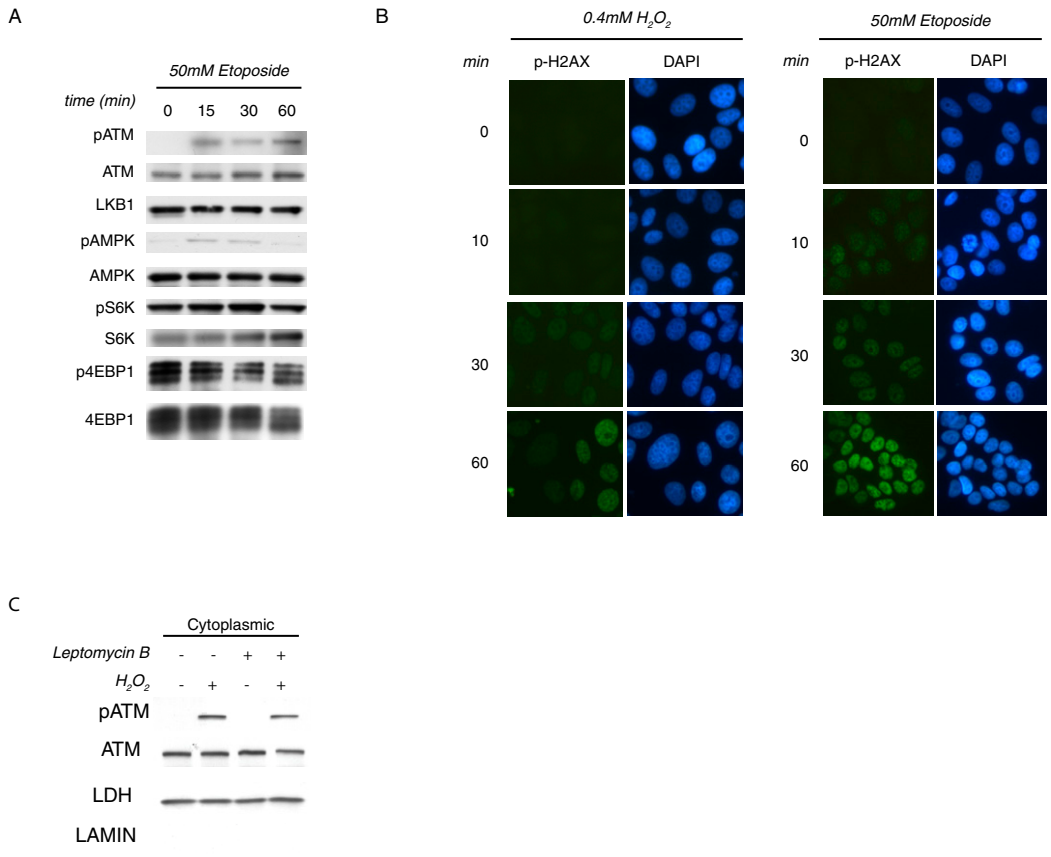 A
50mM Etoposide
time (min)
0 15 30 60
pATM
ATM
LKB1
pAMPK
AMPK
pS6K
S6K
p4EBP1
4EBP1
B
0.4mM H₂O₂
min p-H2AX DAPI
0
10
30
60
50mM Etoposide
min p-H2AX DAPI
0
10
30
60
C
Cytoplasmic
Leptomycin B - - + +
H₂O₂ - + - +
pATM
ATM
LDH
LAMIN